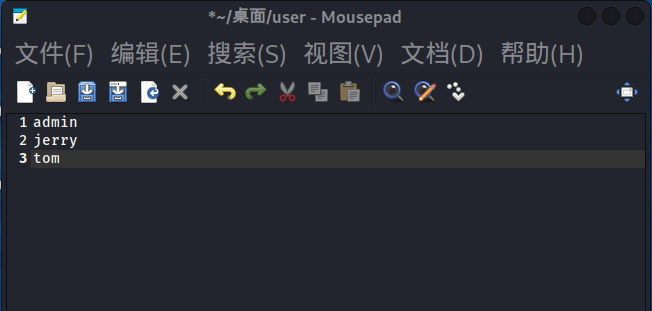 *~/桌面/user - Mousepad
文件(F) 编辑(E) 搜索(S) 视图(V) 文档(D) 帮助(H)
1 admin
2 jerry
3 tom